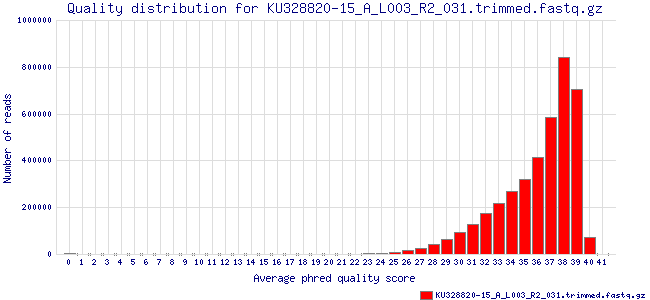 Quality distribution for KU328820-15_A_L003_R2_031.trimmed.fastq.gz
1000000
800000
600000
400000
200000
0
Number of reads
0 1 2 3 4 5 6 7 8 9 10 11 12 13 14 15 16 17 18 19 20 21 22 23 24 25 26 27 28 29 30 31 32 33 34 35 36 37 38 39 40 41
Average phred quality score
KU328820-15_A_L003_R2_031.trimmed.fastq.gz